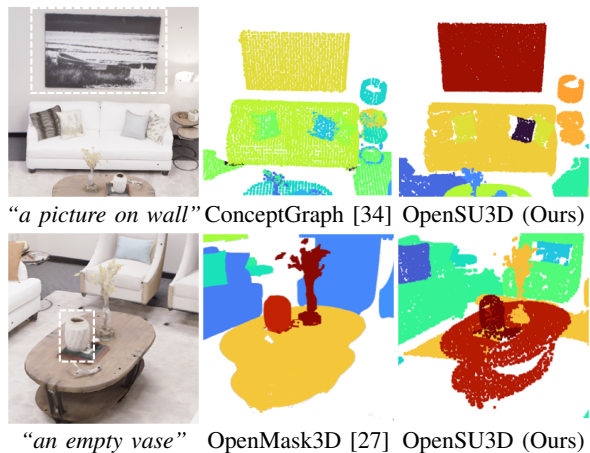 “a picture on wall” ConceptGraph [34] OpenSU3D (Ours)
“an empty vase” OpenMask3D [27] OpenSU3D (Ours)